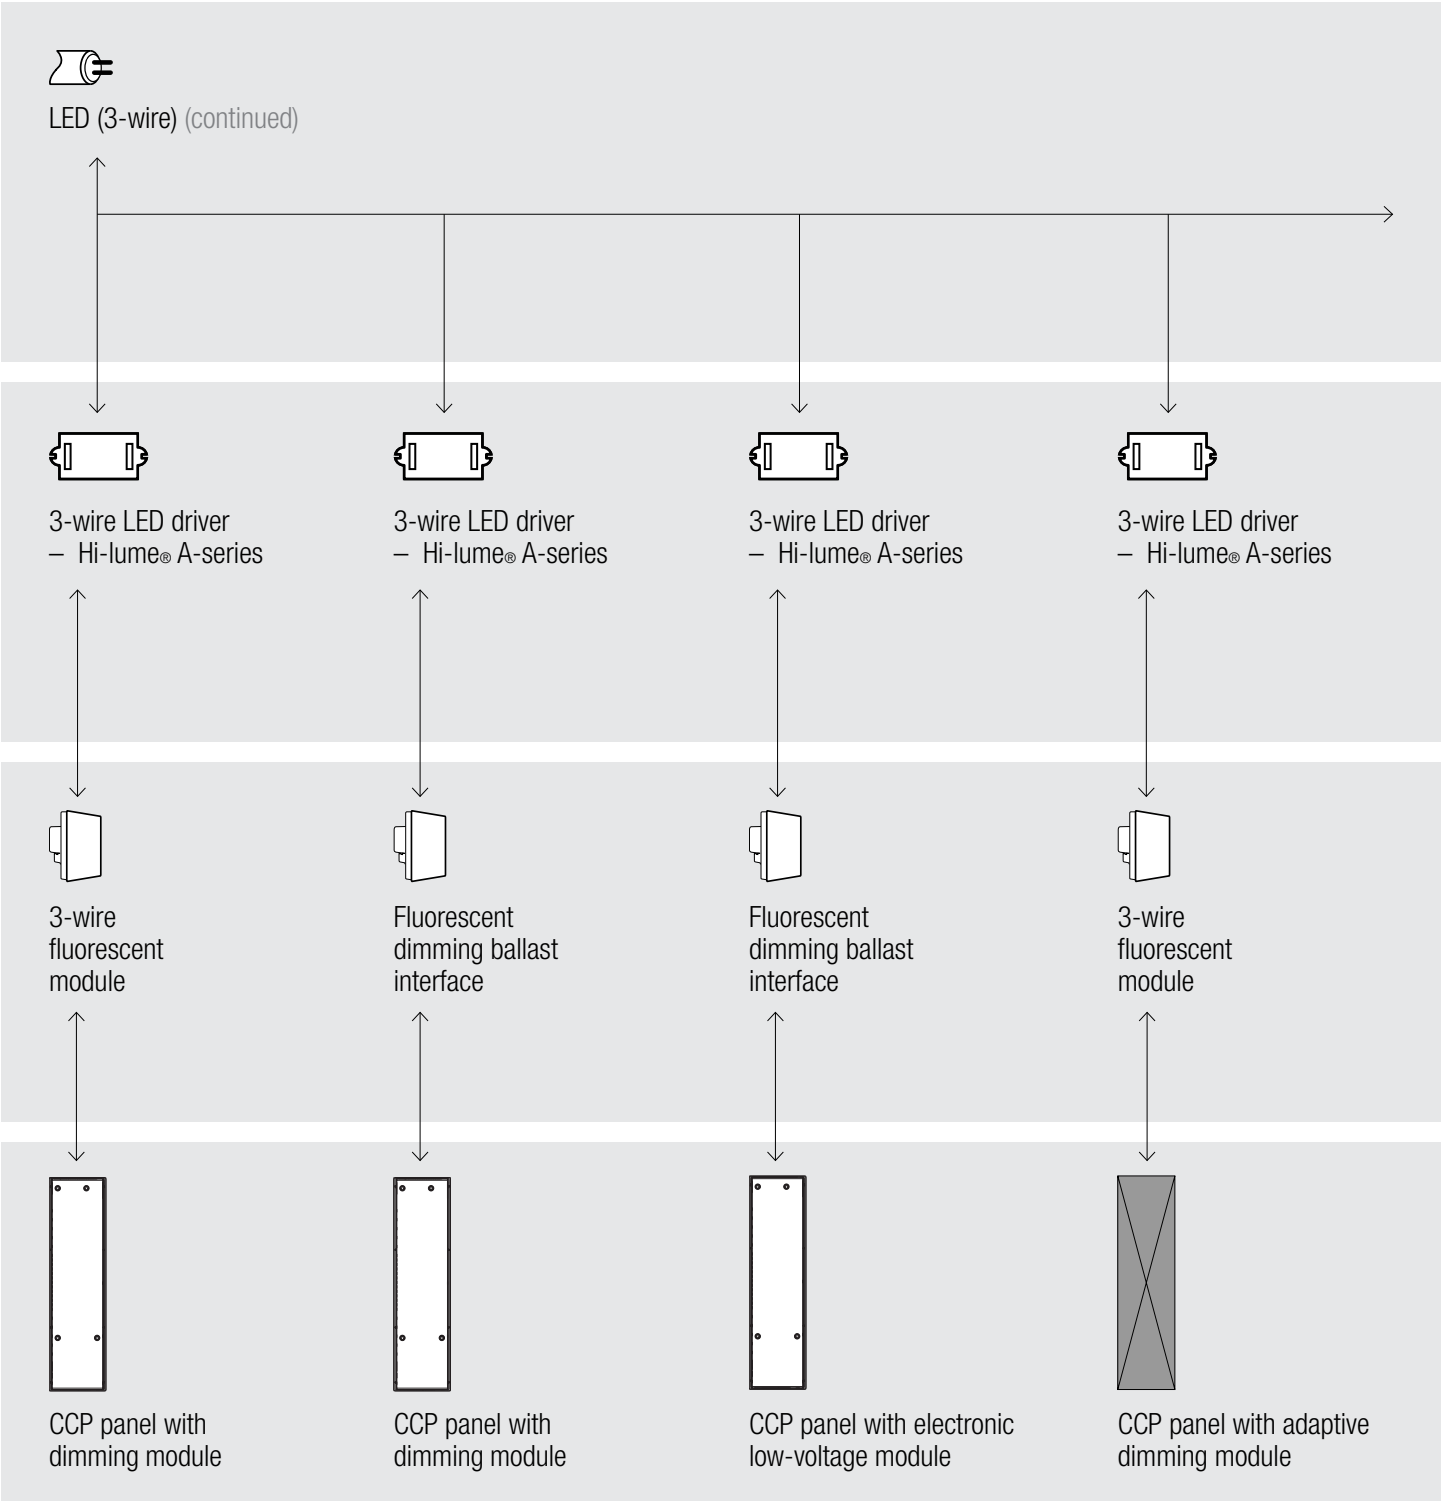 LED (3-wire) (continued)
3-wire LED driver
– Hi-lume® A-series
3-wire LED driver
– Hi-lume® A-series
3-wire LED driver
– Hi-lume® A-series
3-wire LED driver
– Hi-lume® A-series
3-wire
fluorescent
module
Fluorescent
dimming ballast
interface
Fluorescent
dimming ballast
interface
3-wire
fluorescent
module
CCP panel with
dimming module
CCP panel with
dimming module
CCP panel with electronic
low-voltage module
CCP panel with adaptive
dimming module